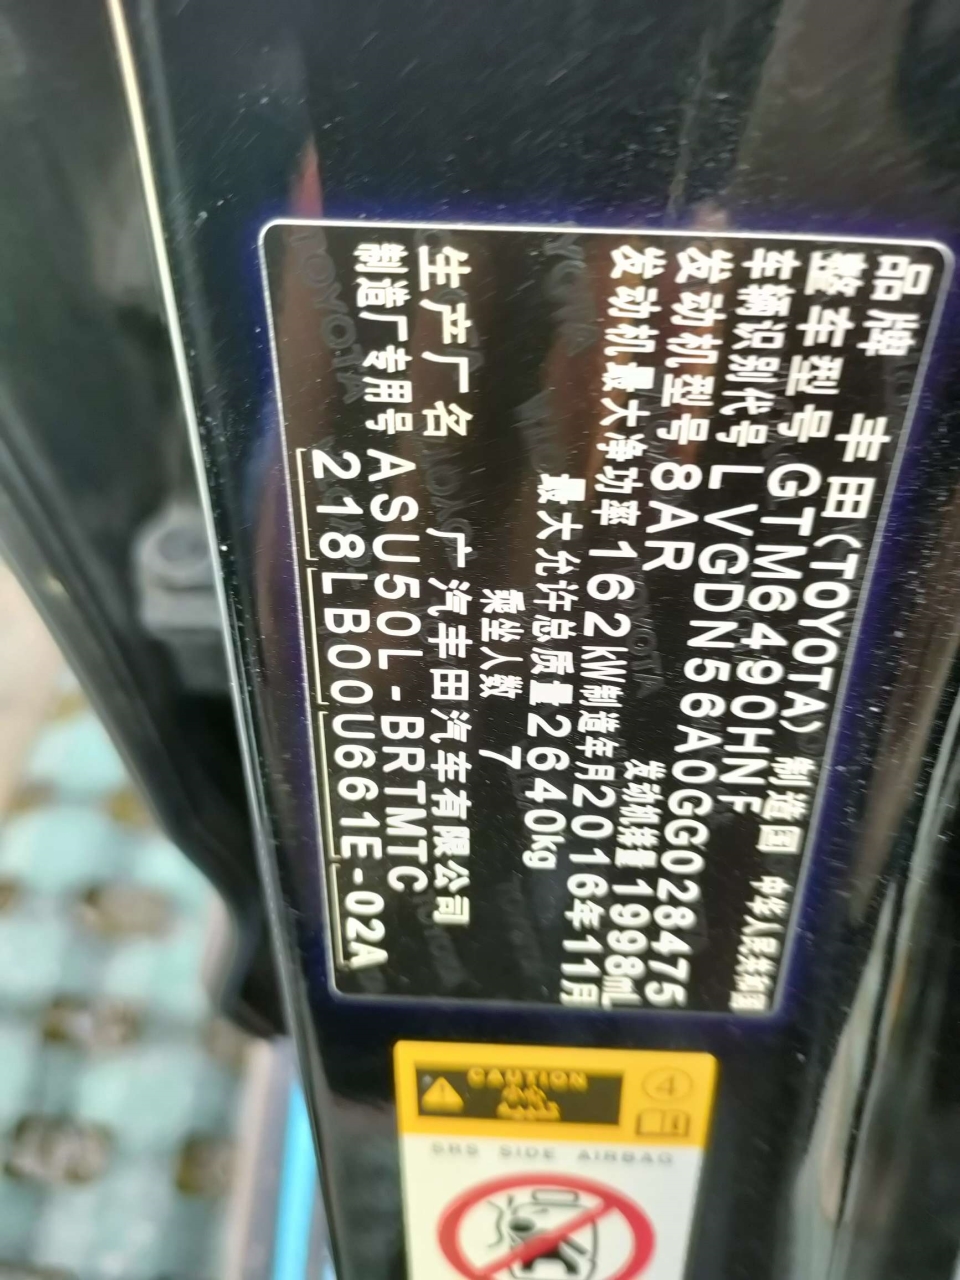 品牌 丰田(TOYOTA) 制造国 中华人民共和国
整车型号 GTM6490HNF
车辆识别代号 LVGDN56A0GG028475
发动机型号 8AR 发动机排量 1998mL
发动机最大净功率 162kW 制造年月 2016年11月
最大允许总质量 2640kg
乘坐人数 7
生产厂名 广汽丰田汽车有限公司
制造厂专用号 ASU50L-BRTMTC
218LB00U661E-02A
CAUTION
4
SRS SIDE AIRBAG